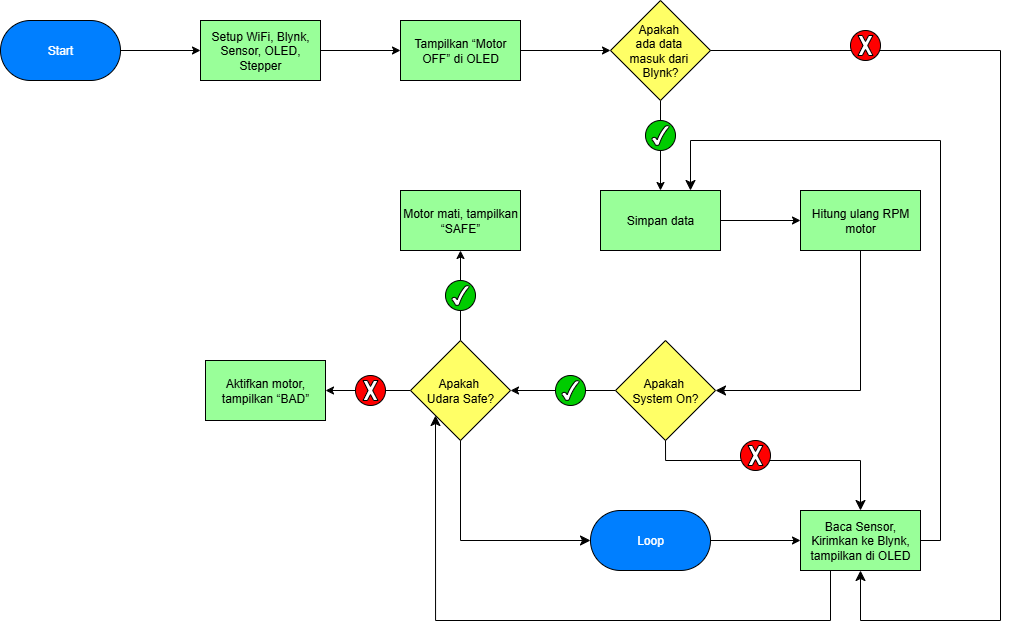 Start
Setup WiFi, Blynk,
Sensor, OLED,
Stepper
Tampilkan “Motor
OFF” di OLED
Apakah
ada data
masuk dari
Blynk?
X
✓
Motor mati, tampilkan
“SAFE”
Simpan data
Hitung ulang RPM
motor
✓
Aktifkan motor,
tampilkan “BAD”
X
Apakah
Udara Safe?
✓
Apakah
System On?
X
Loop
Baca Sensor,
Kirimkan ke Blynk,
tampilkan di OLED